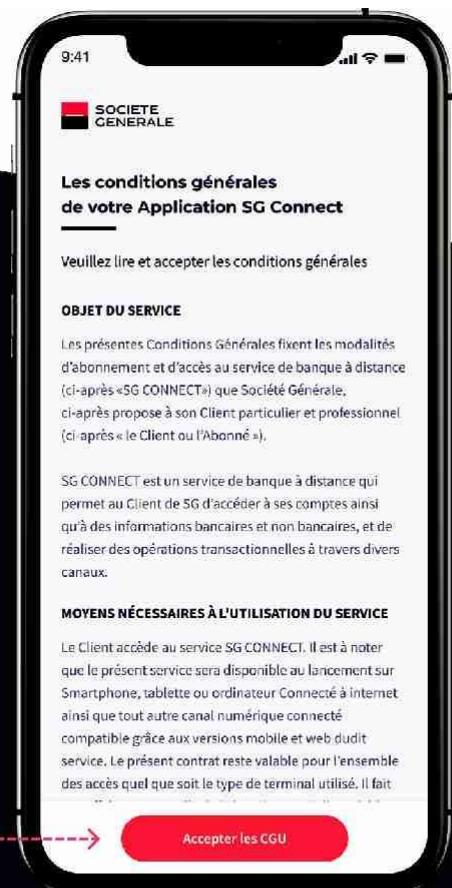 9:41
SOCIETE
GENERALE
Les conditions générales
de votre Application SG Connect
Veuillez lire et accepter les conditions générales
OBJET DU SERVICE
Les présentes Conditions Générales fixent les modalités
d'abonnement et d'accès au service de banque à distance
(ci-après «SG CONNECT») que Société Générale,
ci-après propose à son Client particulier et professionnel
(ci-après « le Client ou l'Abonné »).
SG CONNECT est un service de banque à distance qui
permet au Client de SG d'accéder à ses comptes ainsi
qu'à des informations bancaires et non bancaires, et de
réaliser des opérations transactionnelles à travers divers
canaux.
MOYENS NÉCESSAIRES À L'UTILISATION DU SERVICE
Le Client accède au service SG CONNECT. Il est à noter
que le présent service sera disponible au lancement sur
Smartphone, tablette ou ordinateur Connecté à internet
ainsi que tout autre canal numérique connecté
compatible grâce aux versions mobile et web dudit
service. Le présent contrat reste valable pour l'ensemble
des accès quel que soit le type de terminal utilisé. Il fait
Accepter les CGU